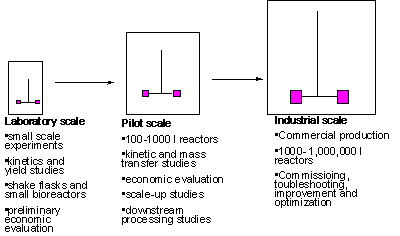 Laboratory scale
•small scale
experiments
•kinetics and
yield studies
•shake flasks and
small bioreactors
•preliminary
economic
evaluation
Pilot scale
•100-1000 l reactors
•kinetic and mass
transfer studies
•economic evaluation
•scale-up studies
•downstream
processing studies
Industrial scale
•Commercial production
•1000-1,000,000 l
reactors
•Commissioing,
toubleshooting,
improvement and
optimization